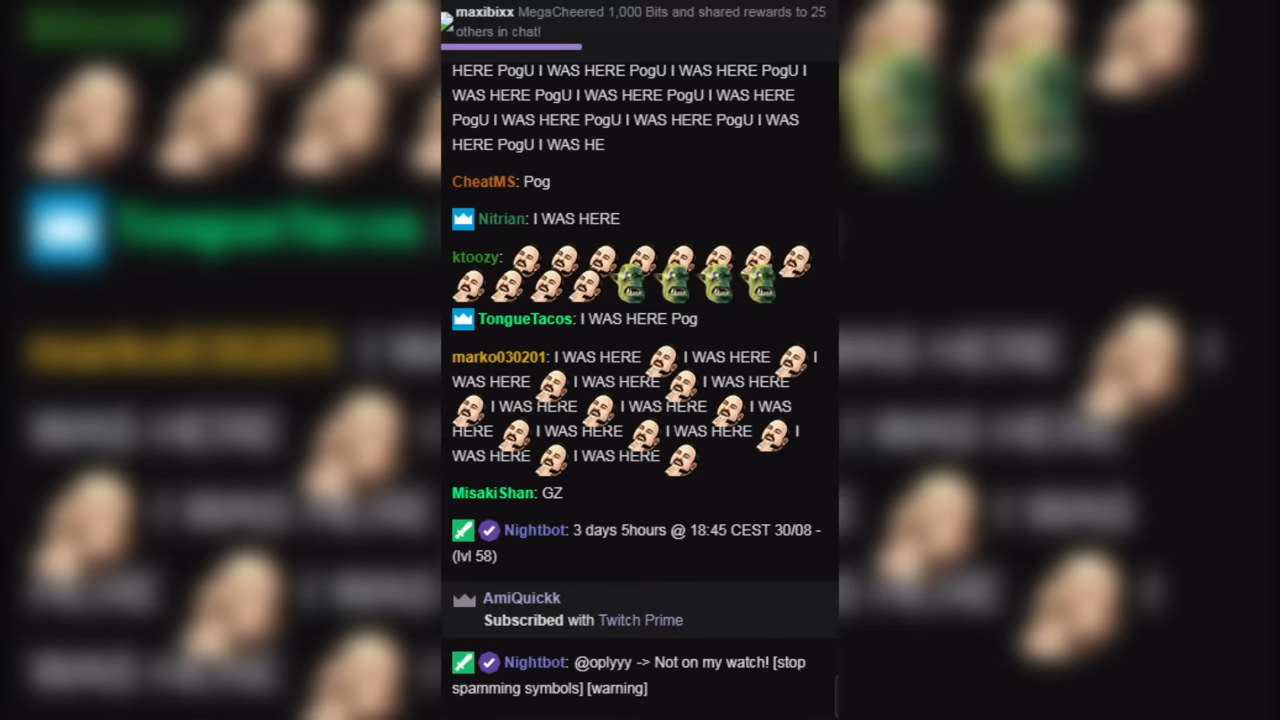 maxibixx MegaCheered 1,000 Bits and shared rewards to 25
others in chat!
HERE PogU I WAS HERE PogU I WAS HERE PogU I
WAS HERE PogU I WAS HERE PogU I WAS HERE
PogU I WAS HERE PogU I WAS HERE PogU I WAS
HERE PogU I WAS HE
CheatMS: Pog
Nitrian: I WAS HERE
ktoozy:
TongueTacos: I WAS HERE Pog
marko030201: I WAS HERE I WAS HERE I
WAS HERE I WAS HERE I WAS HERE
I WAS HERE I WAS HERE I WAS
HERE I WAS HERE I WAS HERE I
WAS HERE I WAS HERE
MisakiShan: GZ
Nightbot: 3 days 5hours @ 18:45 CEST 30/08 -
(lvl 58)
AmiQuickk
Subscribed with Twitch Prime
Nightbot: @oplyyy -> Not on my watch! [stop
spamming symbols] [warning]